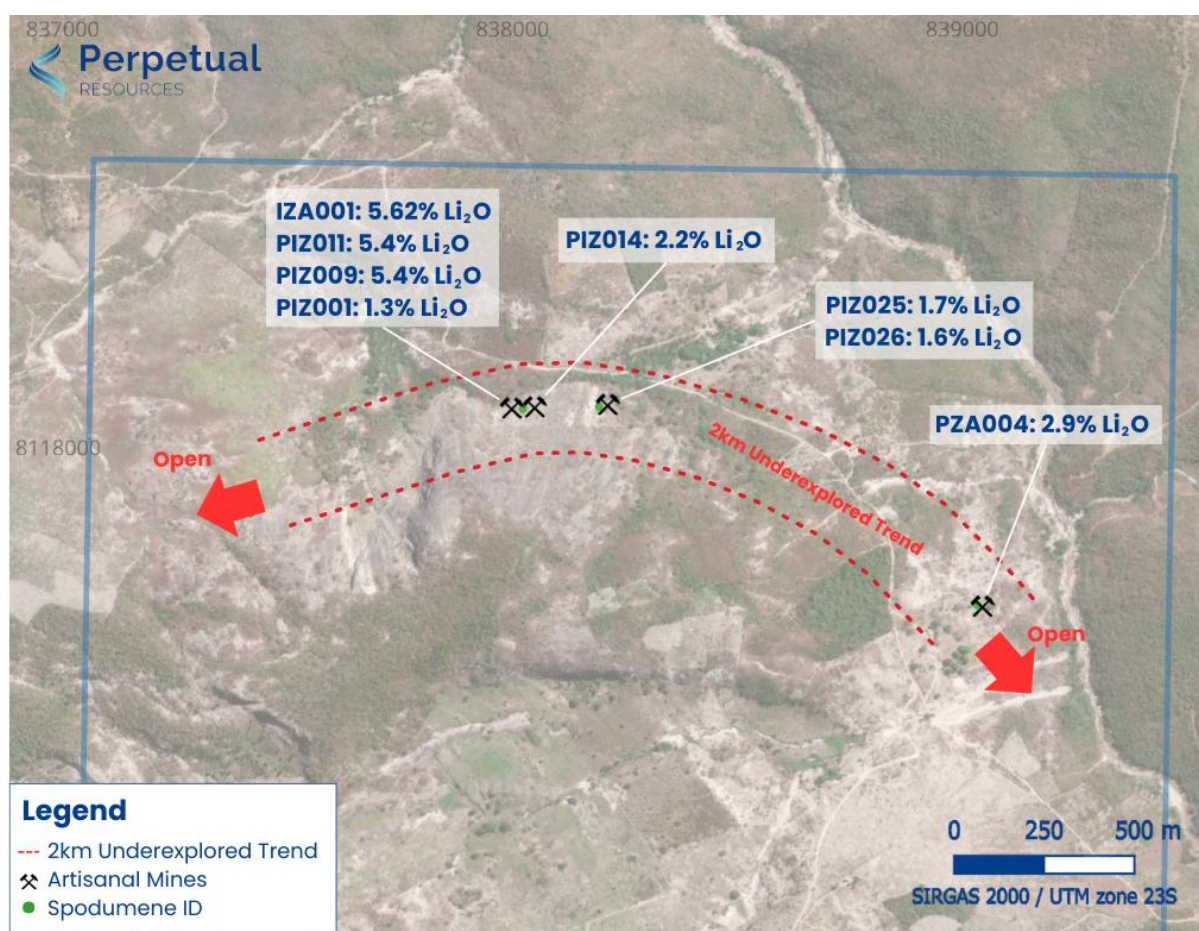 837000
838000
839000
Perpetual
RESOURCES
IZA001: 5.62% Li₂O
PIZ011: 5.4% Li₂O
PIZ009: 5.4% Li₂O
PIZ001: 1.3% Li₂O
PIZ014: 2.2% Li₂O
PIZ025: 1.7% Li₂O
PIZ026: 1.6% Li₂O
PZA004: 2.9% Li₂O
8118000
Open
2km Underexplored Trend
Open
Legend
2km Underexplored Trend
Artisanal Mines
Spodumene ID
0 250 500 m
SIRGAS 2000 / UTM zone 23S